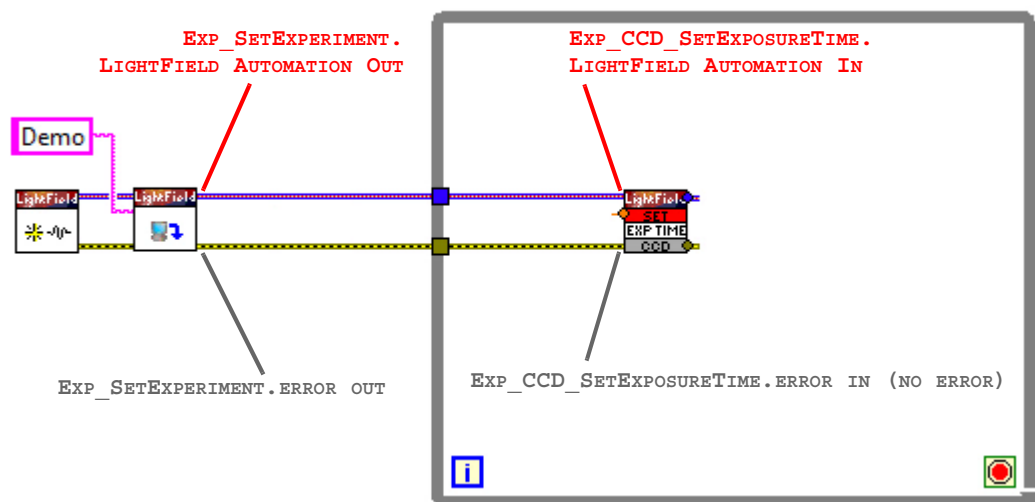 Exp_SetExperiment.
LightField Automation Out
Exp_CCD_SetExposureTime.
LightField Automation In
Demo
LightField
LightField
LightField
SET
EXP TIME
CCD
Exp_SetExperiment.error out
Exp_CCD_SetExposureTime.error in (no error)
i